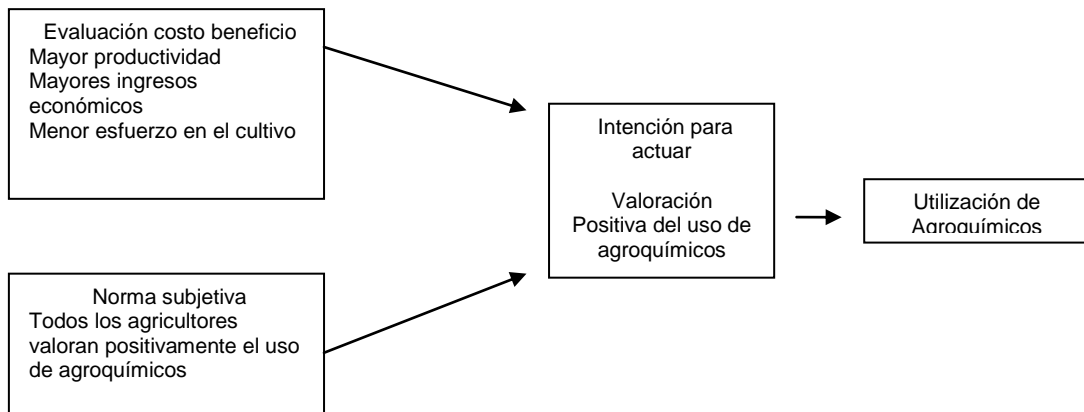 Evaluación costo beneficio
Mayor productividad
Mayores ingresos
económicos
Menor esfuerzo en el cultivo
Intención para
actuar
Valoración
Positiva del uso de
agroquímicos
Utilización de
Agroquímicos
Norma subjetiva
Todos los agricultores
valoran positivamente el uso
de agroquímicos